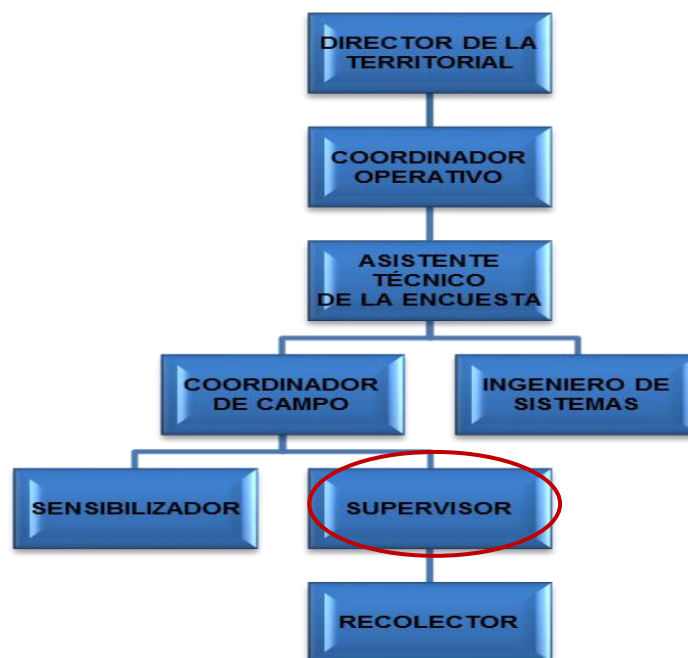 DIRECTOR DE LA
TERRITORIAL
COORDINADOR
OPERATIVO
ASISTENTE
TÉCNICO
DE LA ENCUESTA
COORDINADOR
DE CAMPO
INGENIERO DE
SISTEMAS
SENSIBILIZADOR
SUPERVISOR
RECOLECTOR